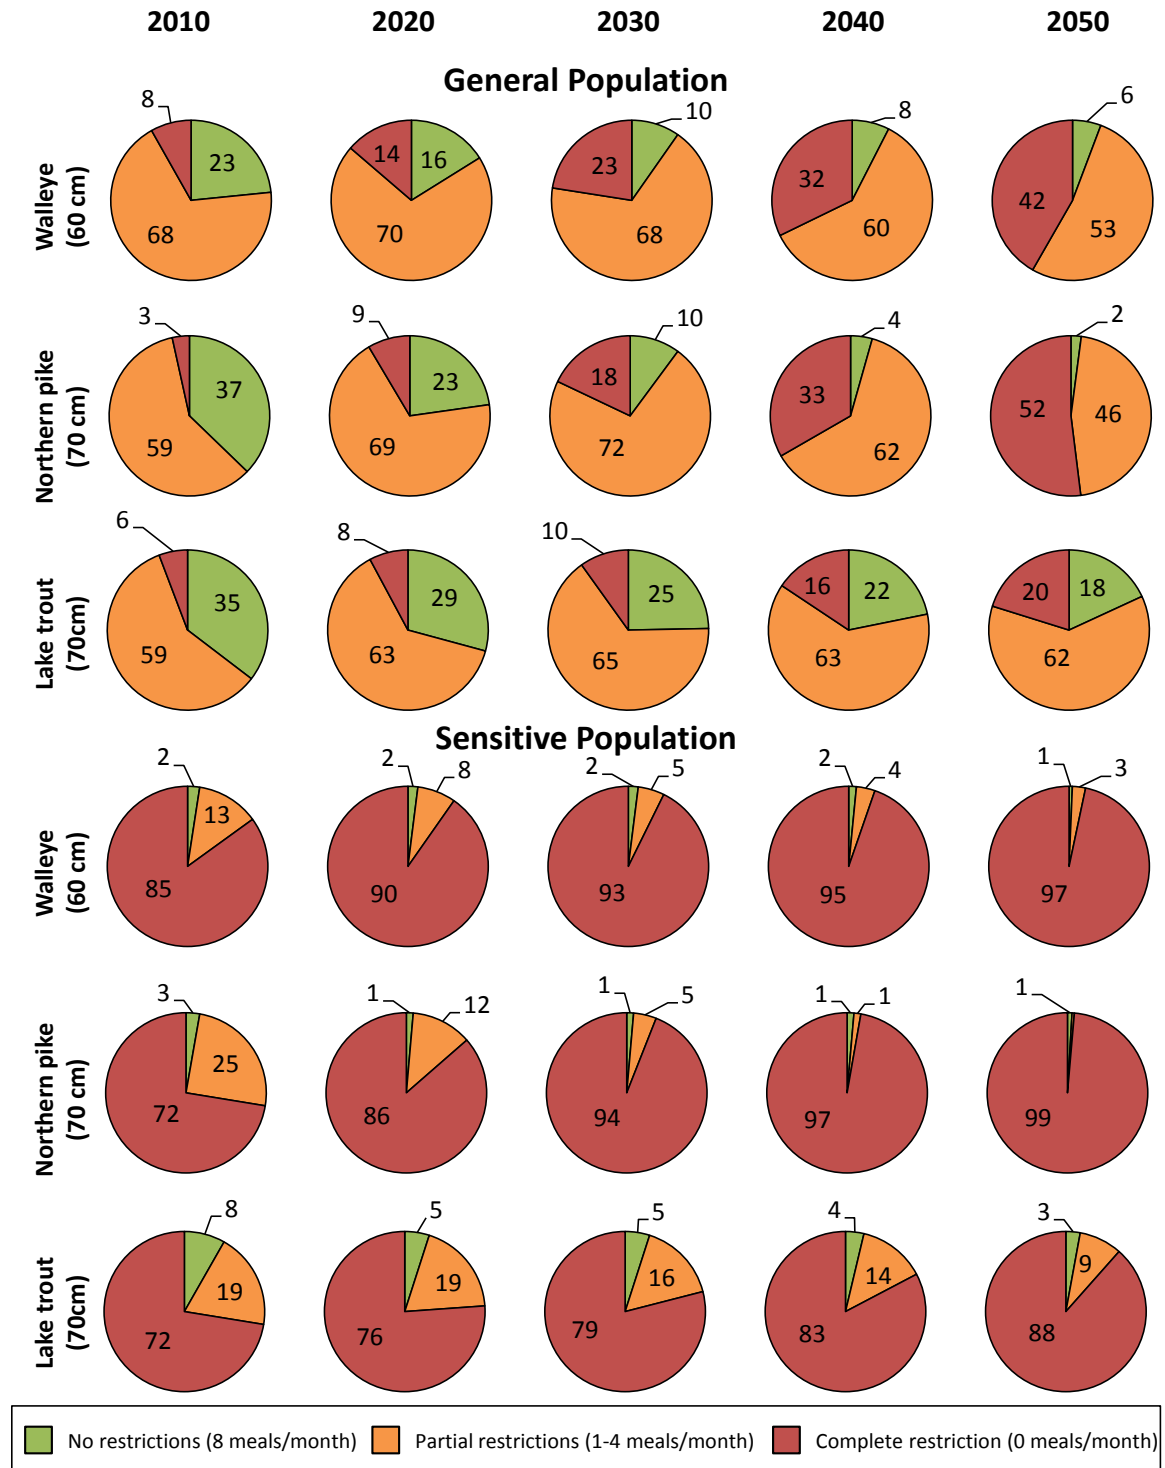 2010 2020 2030 2040 2050
General Population
Walleye
(60 cm)
8 23 68
14 16 70
10 23 68
8 32 60
6 42 53
Northern pike
(70 cm)
3 37 59
9 23 69
10 18 72
4 33 62
2 52 46
Lake trout
(70cm)
6 35 59
8 29 63
10 25 65
16 22 63
20 18 62
Sensitive Population
Walleye
(60 cm)
2 13 85
2 8 90
2 5 93
2 4 95
1 3 97
Northern pike
(70 cm)
3 25 72
1 12 86
1 5 94
1 1 97
1 99
Lake trout
(70cm)
8 19 72
5 19 76
5 16 79
4 14 83
3 9 88
No restrictions (8 meals/month) Partial restrictions (1-4 meals/month) Complete restriction (0 meals/month)